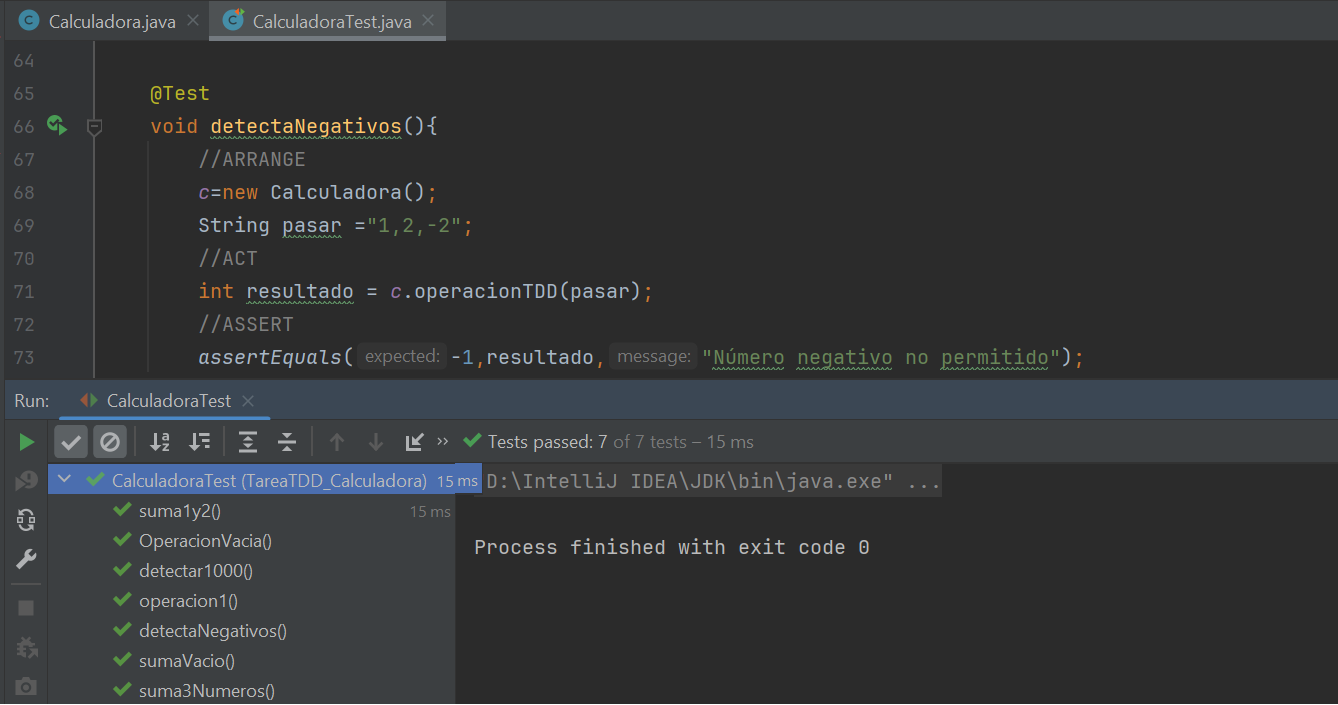 Calculadora.java CalculadoraTest.java
64
65 @Test
66 void detectaNegativos(){
67 //ARRANGE
68 c=new Calculadora();
69 String pasar ="1,2,-2";
70 //ACT
71 int resultado = c.operacionTDD(pasar);
72 //ASSERT
73 assertEquals( expected: -1,resultado, message: "Número negativo no permitido");
Run: CalculadoraTest
Tests passed: 7 of 7 tests – 15 ms
CalculadoraTest (TareaTDD_Calculadora) 15 ms
D:\IntelliJ IDEA\JDK\bin\java.exe" ...
suma1y2() 15 ms
OperacionVacia()
Process finished with exit code 0
detectar1000()
operacion1()
detectaNegativos()
sumaVacio()
suma3Numeros()